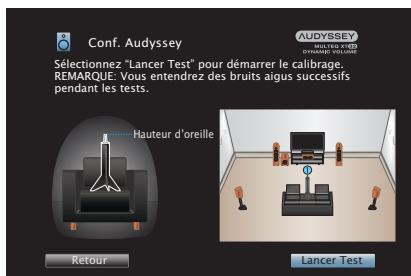 Conf. Audyssey
AUDYSSEY
MULTEQ XT32
DYNAMIC VOLUME
Sélectionnez “Lancer Test” pour démarrer le calibrage.
REMARQUE: Vous entendrez des bruits aigus successifs
pendant les tests.
Hauteur d’oreille
Retour
Lancer Test